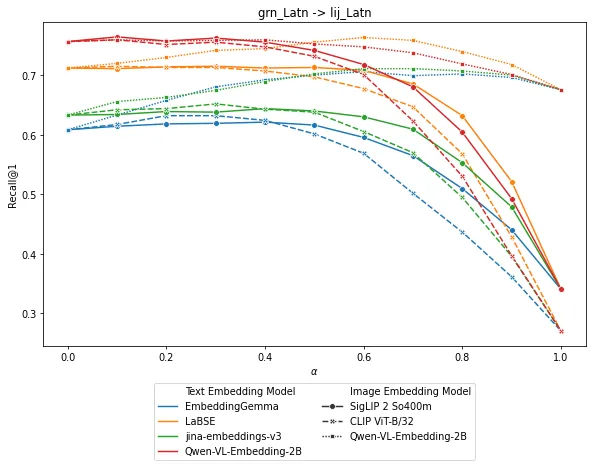 grn_Latn -> lij_Latn
Recall@1
0.7
0.6
0.5
0.4
0.3
0.0
0.2
0.4
0.6
0.8
1.0
α
Text Embedding Model
EmbeddingGemma
LaBSE
jina-embeddings-v3
Qwen-VL-Embedding-2B
Image Embedding Model
SigLIP 2 So400m
CLIP ViT-B/32
Qwen-VL-Embedding-2B